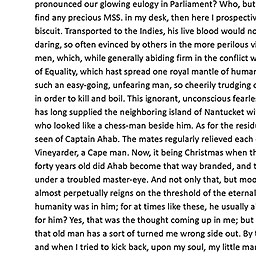 pronounced our glowing eulogy in Parliament? Who, but
find any precious MSS. in my desk, then here I prospectiv
biscuit. Transported to the Indies, his live blood would no
daring, so often evinced by others in the more perilous vi
men, which, while generally abiding firm in the conflict w
of Equality, which hast spread one royal mantle of human
such an easy-going, unfearing man, so cheerily trudging o
in order to kill and boil. This ignorant, unconscious fearle
has long supplied the neighboring island of Nantucket wi
who looked like a chess-man beside him. As for the residu
seen of Captain Ahab. The mates regularly relieved each
Vineyarder, a Cape man. Now, it being Christmas when th
forty years old did Ahab become that way branded, and t
under a troubled master-eye. And not only that, but moo
almost perpetually reigns on the threshold of the eternal
humanity was in him; for at times like these, he usually a
for him? Yes, that was the thought coming up in me; but
that old man has a sort of turned me wrong side out. By t
and when I tried to kick back, upon my soul, my little ma